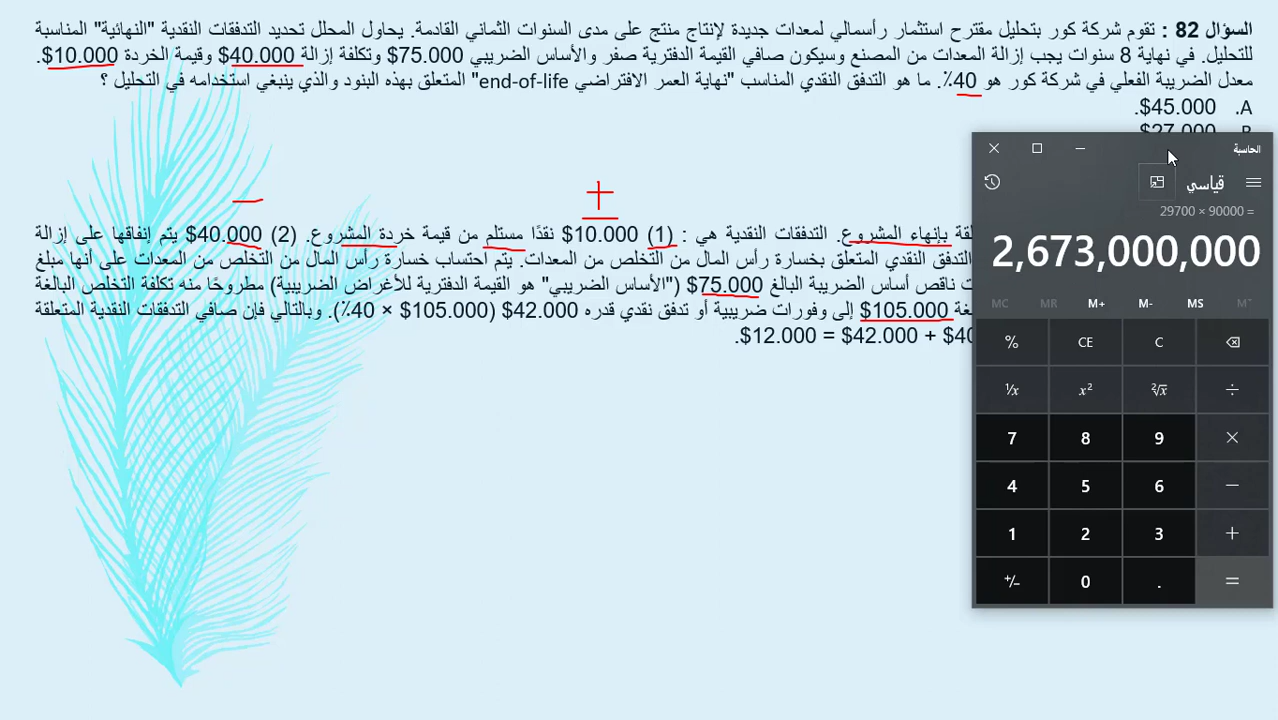 السؤال 82 : تقوم شركة كور بتحليل مقترح استثمار رأسمالي لمعدات جديدة لإنتاج منتج على مدى السنوات الثماني القادمة. يحاول المحلل تحديد التدفقات النقدية "النهائية" المناسبة
للتحليل. في نهاية 8 سنوات يجب إزالة المعدات من المصنع وسيكون صافي القيمة الدفترية صفر والأساس الضريبي 75.000$ وتكلفة إزالة 40.000$ وقيمة الخردة 10.000$.
معدل الضريبة الفعلي في شركة كور هو 40٪. ما هو التدفق النقدي المناسب "نهاية العمر الافتراضي end-of-life" المتعلق بهذه البنود والذي ينبغي استخدامه في التحليل ؟
A. 45.000$.
بإنهاء المشروع. التدفقات النقدية هي : (1) 10.000$ نقدًا مستلم من قيمة خردة المشروع. (2) 40.000$ يتم إنفاقها على إزالة
التدفق النقدي المتعلق بخسارة رأس المال من التخلص من المعدات. يتم احتساب خسارة رأس المال من التخلص من المعدات على أنها مبلغ
ناقص أساس الضريبة البالغ 75.000$ ("الأساس الضريبي" هو القيمة الدفترية للأغراض الضريبية) مطروحًا منه تكلفة التخلص البالغة
105.000$ إلى وفورات ضريبية أو تدفق نقدي قدره 42.000$ (105.000$ × 40٪). وبالتالي فإن صافي التدفقات النقدية المتعلقة
+ 42.000$ = 12.000$.
+
−
الحاسبة
قياسي
29700 × 90000 =
2,673,000,000
MC MR M+ M- MS M˅
% CE C ⌫
¹/x x² ²√x ÷
7 8 9 ×
4 5 6 −
1 2 3 +
+/− 0 . =